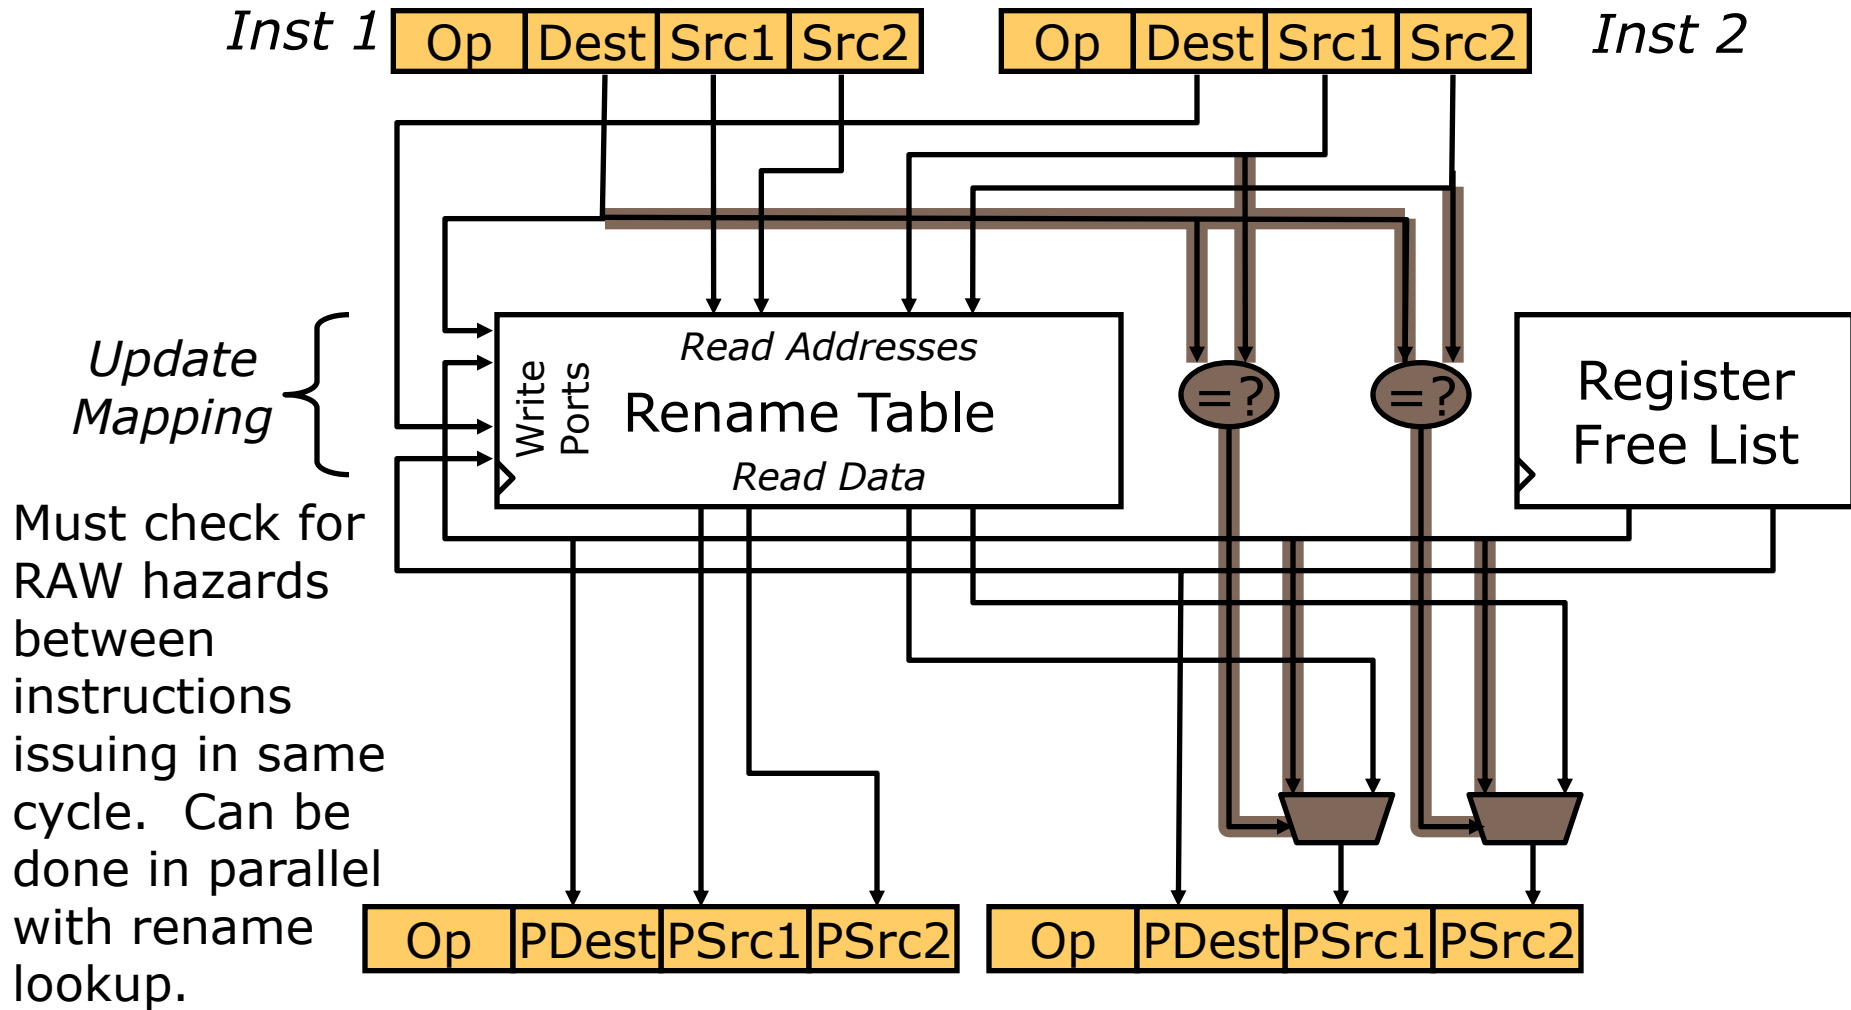 Inst 1
Op Dest Src1 Src2
Op Dest Src1 Src2
Inst 2
Update
Mapping
Write
Ports
Read Addresses
Rename Table
Read Data
=?
=?
Register
Free List
Must check for
RAW hazards
between
instructions
issuing in same
cycle. Can be
done in parallel
with rename
lookup.
Op PDest PSrc1 PSrc2
Op PDest PSrc1 PSrc2